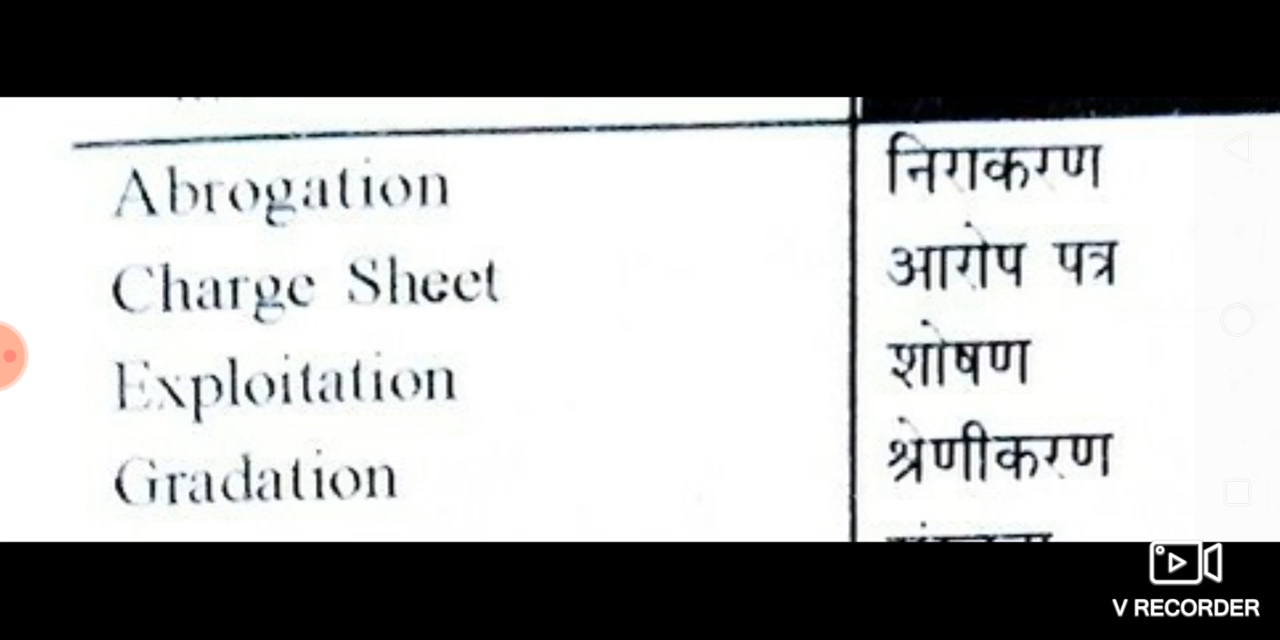 Abrogation निराकरण
Charge Sheet आरोप पत्र
Exploitation शोषण
Gradation श्रेणीकरण
V RECORDER